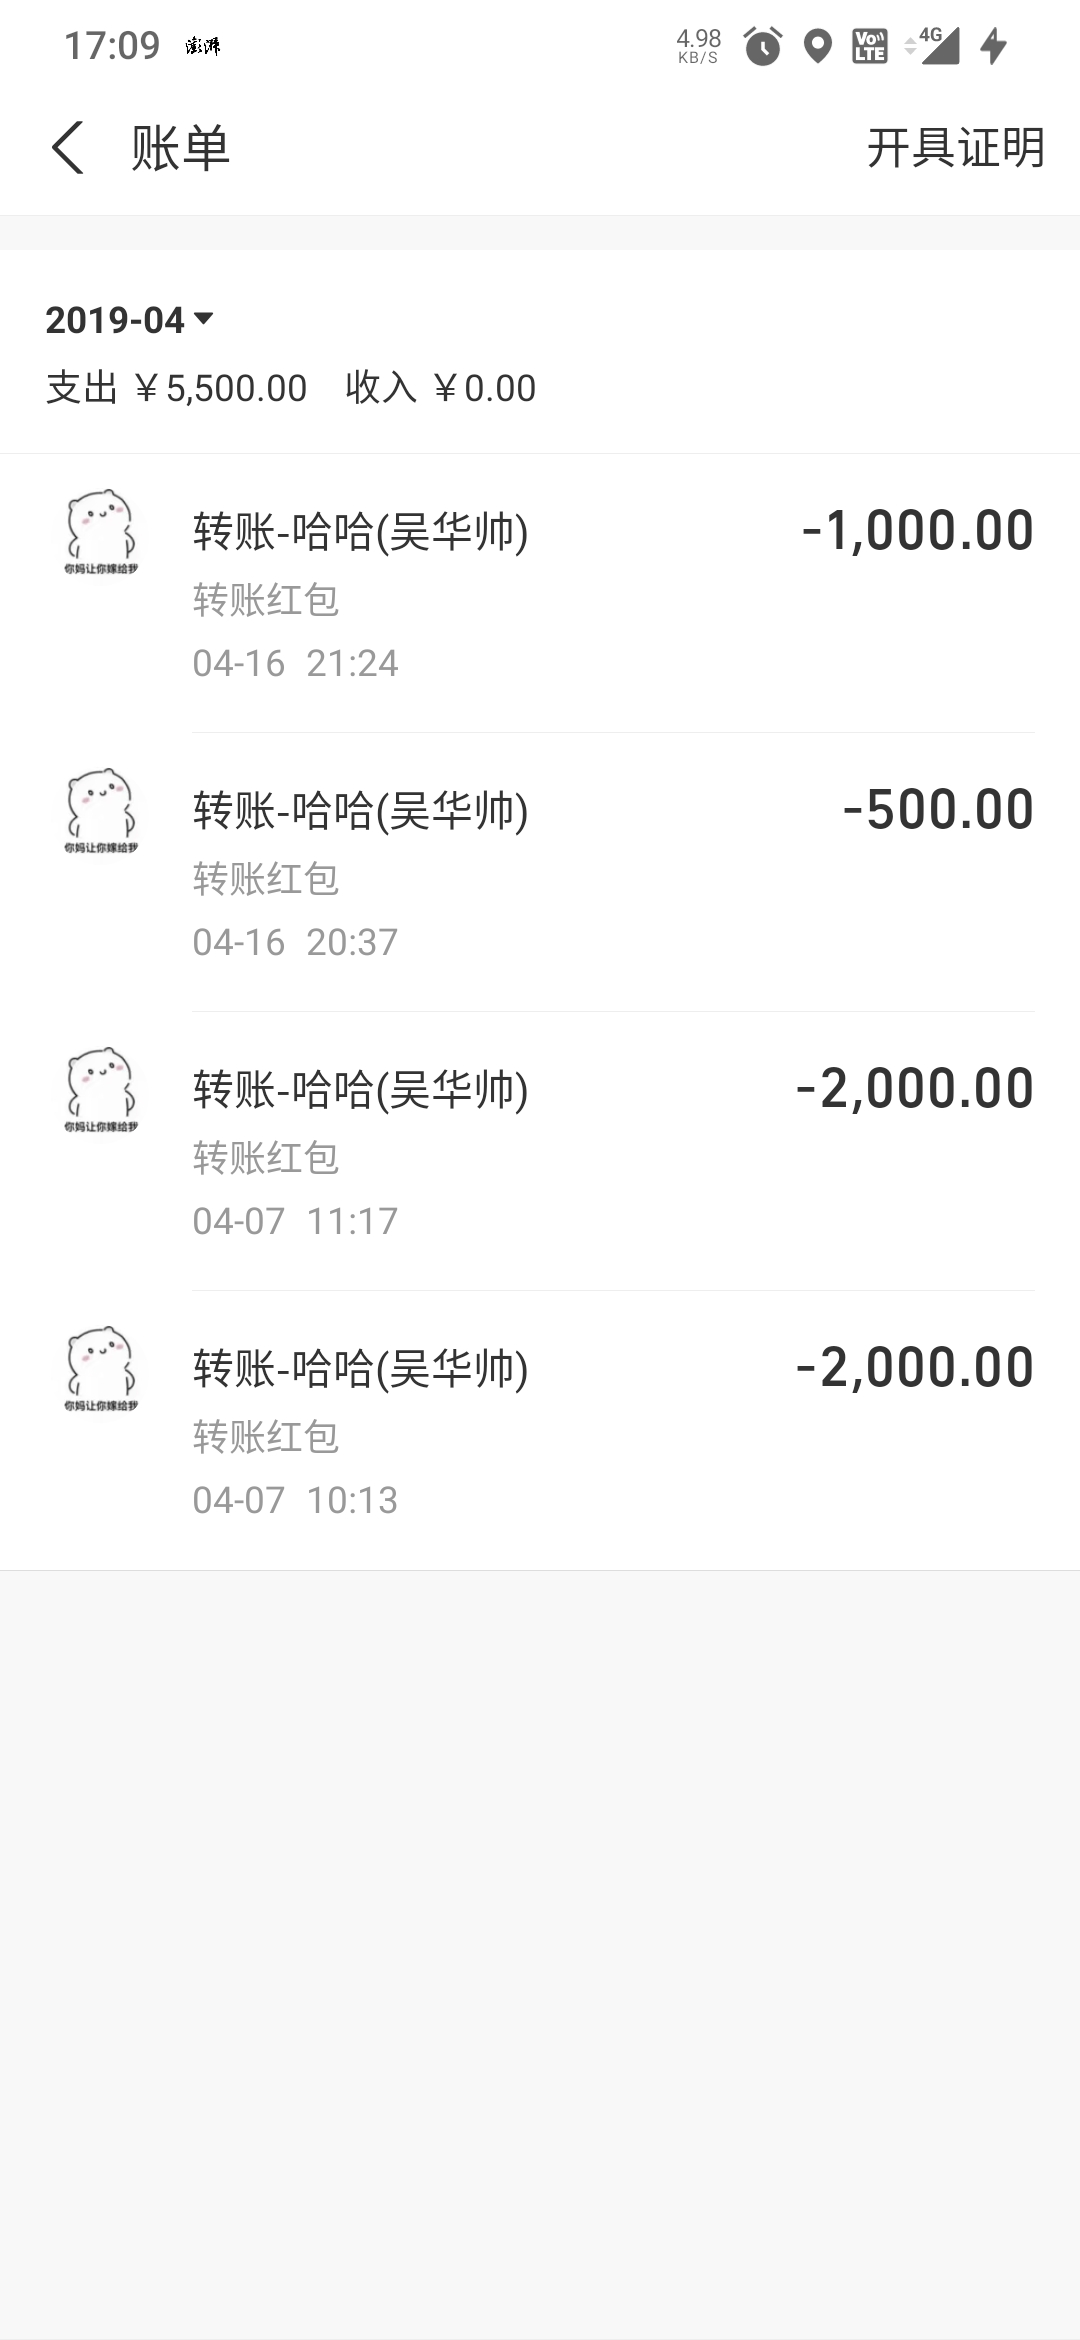 17:09 澎湃 4.98 KB/S VoLTE 4G
账单 开具证明
2019-04
支出 ￥5,500.00 收入 ￥0.00
转账-哈哈(吴华帅) -1,000.00
你妈让你嫁给我
转账红包
04-16 21:24
转账-哈哈(吴华帅) -500.00
你妈让你嫁给我
转账红包
04-16 20:37
转账-哈哈(吴华帅) -2,000.00
你妈让你嫁给我
转账红包
04-07 11:17
转账-哈哈(吴华帅) -2,000.00
你妈让你嫁给我
转账红包
04-07 10:13